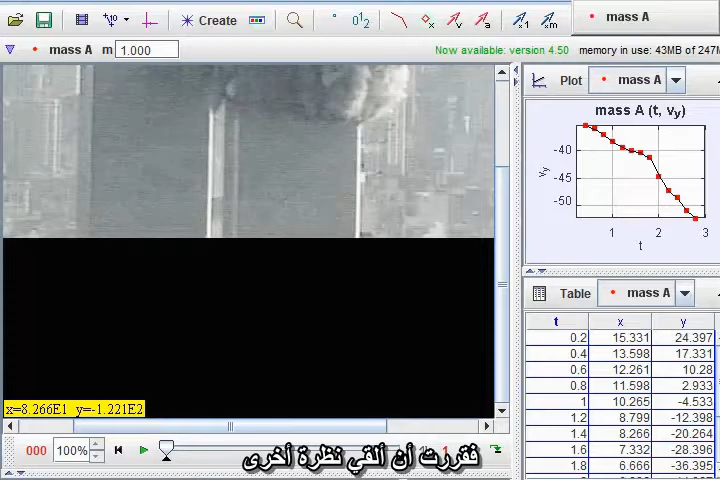 Create
0¹2
mass A
mass A m 1.000
Now available: version 4.50 memory in use: 43MB of 247M
Plot mass A
mass A (t, vy)
-40
-45
-50
vy
1 2 3
t
Table mass A
t x y
0.2 15.331 24.397
0.4 13.598 17.331
0.6 12.261 10.28
0.8 11.598 2.933
1 10.265 -4.533
1.2 8.799 -12.398
1.4 8.266 -20.264
1.6 7.332 -28.396
1.8 6.666 -36.395
x=8.266E1 y=-1.221E2
000 100% 1
فقررت أن ألقي نظرة أخرى